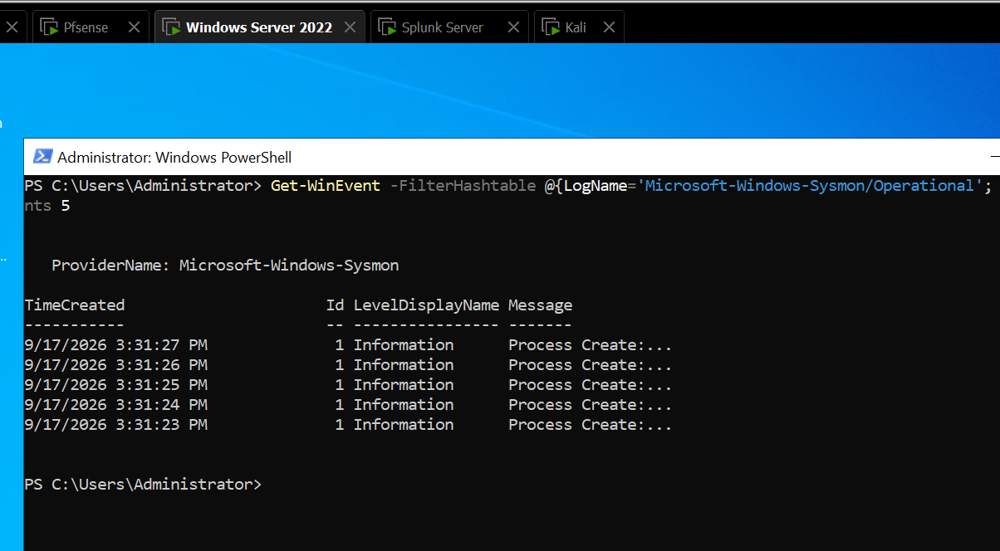 Pfsense Windows Server 2022 Splunk Server Kali
Administrator: Windows PowerShell
PS C:\Users\Administrator> Get-WinEvent -FilterHashtable @{LogName='Microsoft-Windows-Sysmon/Operational';
nts 5
ProviderName: Microsoft-Windows-Sysmon
TimeCreated Id LevelDisplayName Message
----------- -- ---------------- -------
9/17/2026 3:31:27 PM 1 Information Process Create:...
9/17/2026 3:31:26 PM 1 Information Process Create:...
9/17/2026 3:31:25 PM 1 Information Process Create:...
9/17/2026 3:31:24 PM 1 Information Process Create:...
9/17/2026 3:31:23 PM 1 Information Process Create:...
PS C:\Users\Administrator>